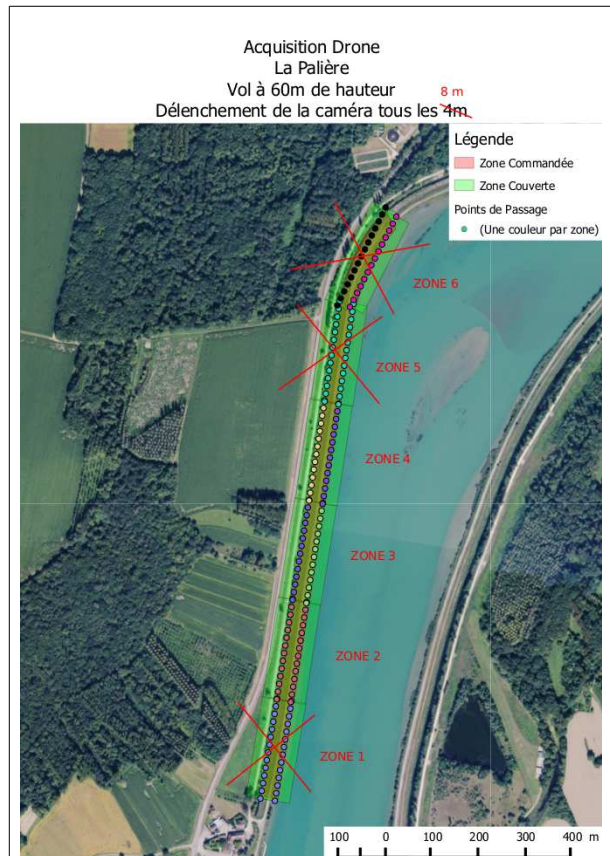 Acquisition Drone
La Palière
Vol à 60m de hauteur
8 m
Délenchement de la caméra tous les 4m
Légende
Zone Commandée
Zone Couverte
Points de Passage
(Une couleur par zone)
ZONE 6
ZONE 5
ZONE 4
ZONE 3
ZONE 2
ZONE 1
100 0 100 200 300 400 m